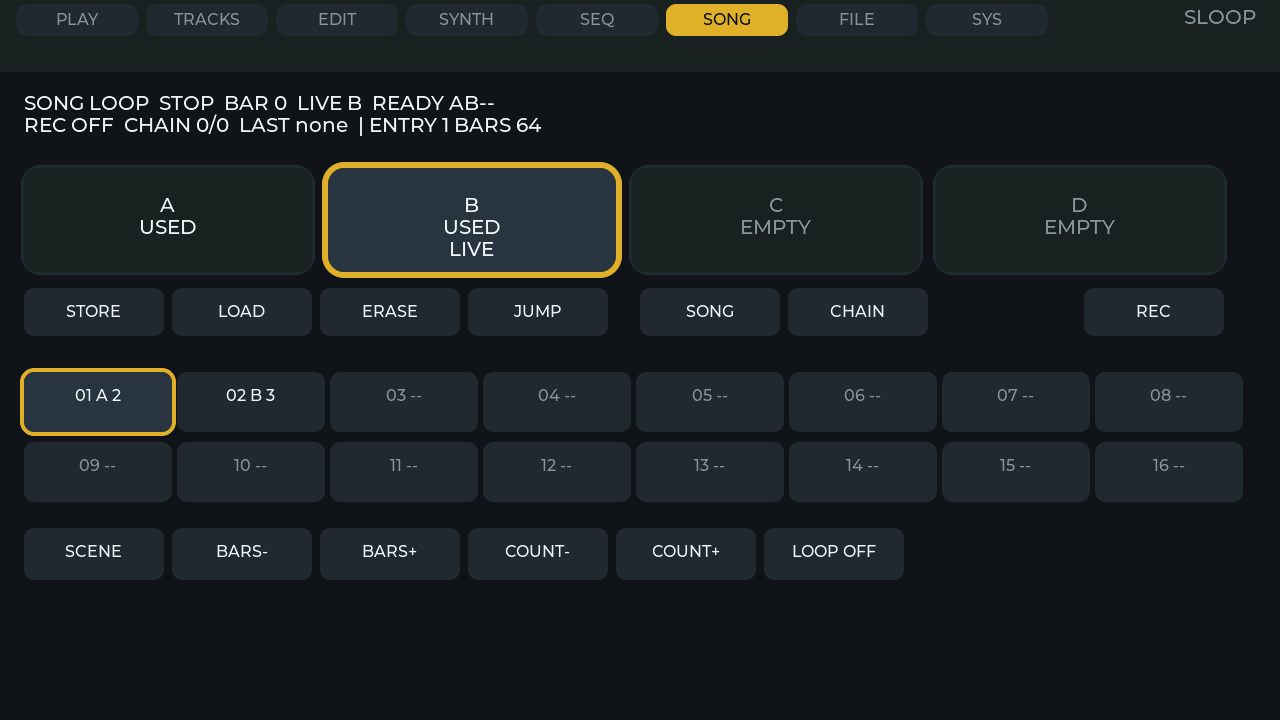 PLAY TRACKS EDIT SYNTH SEQ SONG FILE SYS SLOOP
SONG LOOP  STOP  BAR 0  LIVE B  READY AB--
REC OFF  CHAIN 0/0  LAST none  | ENTRY 1 BARS 64
A
USED
B
USED
LIVE
C
EMPTY
D
EMPTY
STORE LOAD ERASE JUMP SONG CHAIN REC
01 A 2 02 B 3 03 -- 04 -- 05 -- 06 -- 07 -- 08 --
09 -- 10 -- 11 -- 12 -- 13 -- 14 -- 15 -- 16 --
SCENE BARS- BARS+ COUNT- COUNT+ LOOP OFF